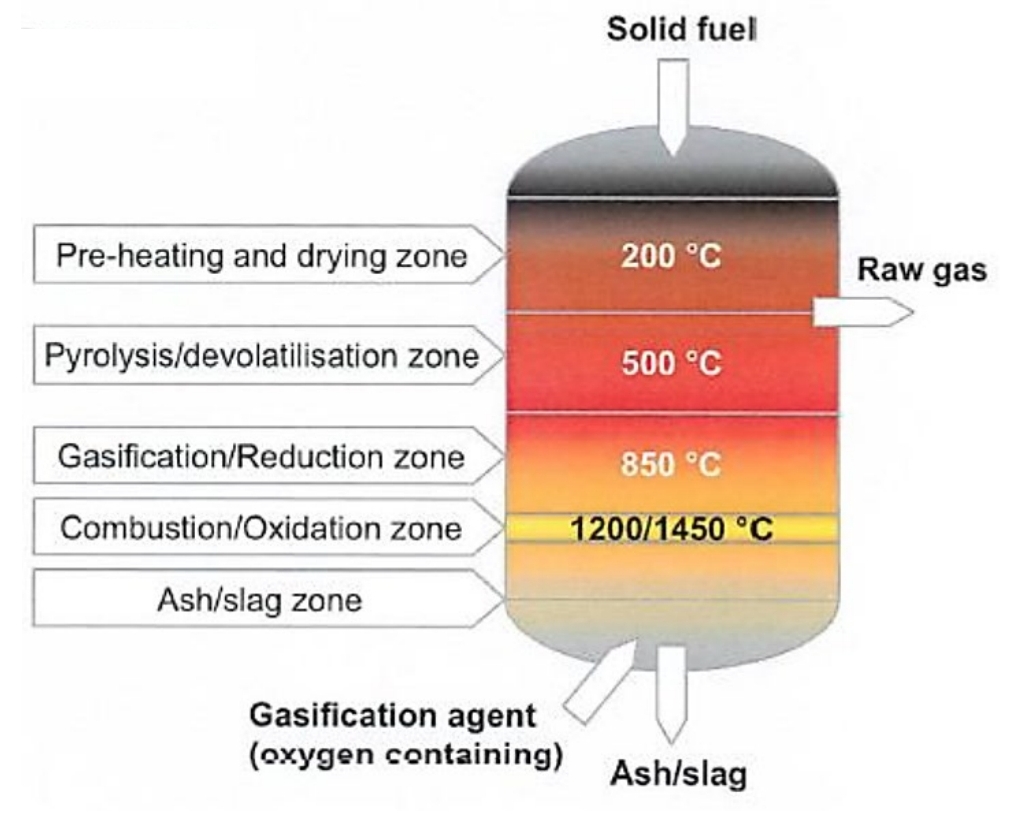 Solid fuel
Pre-heating and drying zone
200 °C
Raw gas
Pyrolysis/devolatilisation zone
500 °C
Gasification/Reduction zone
850 °C
Combustion/Oxidation zone
1200/1450 °C
Ash/slag zone
Gasification agent
(oxygen containing)
Ash/slag